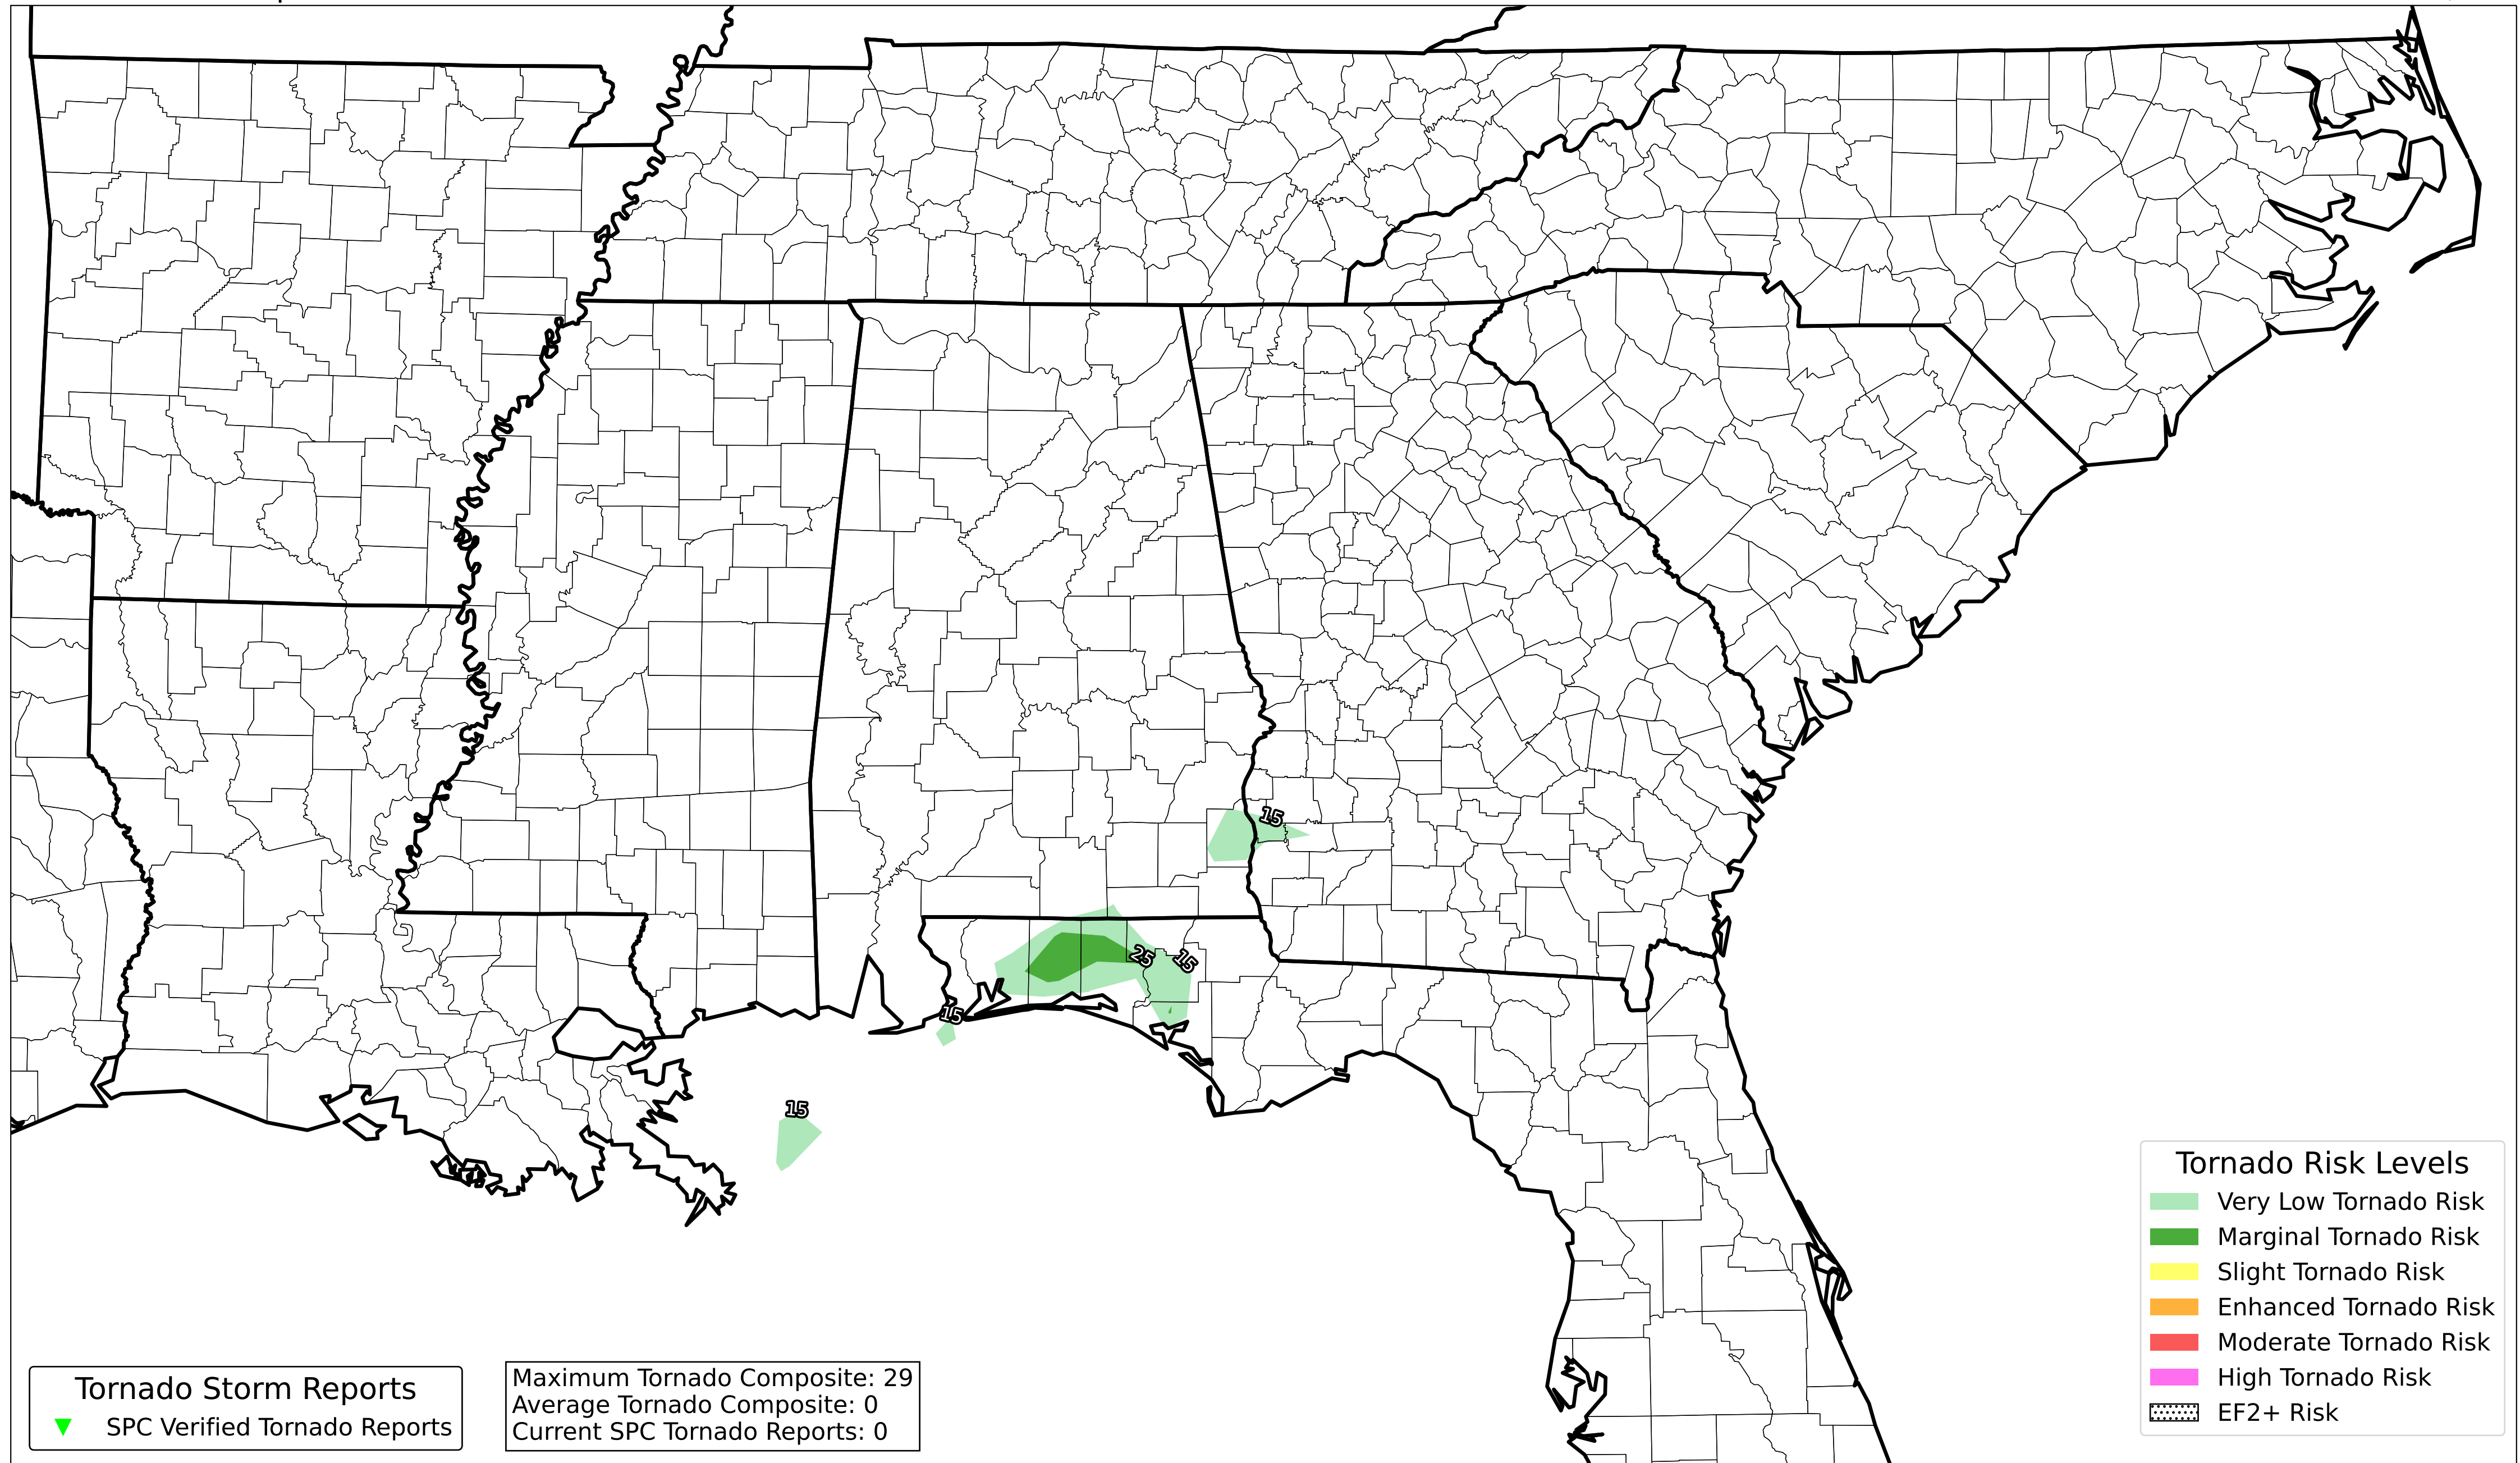 15
25
15
15
15
Tornado Risk Levels
Very Low Tornado Risk
Marginal Tornado Risk
Slight Tornado Risk
Enhanced Tornado Risk
Moderate Tornado Risk
High Tornado Risk
EF2+ Risk
Tornado Storm Reports
SPC Verified Tornado Reports
Maximum Tornado Composite: 29
Average Tornado Composite: 0
Current SPC Tornado Reports: 0